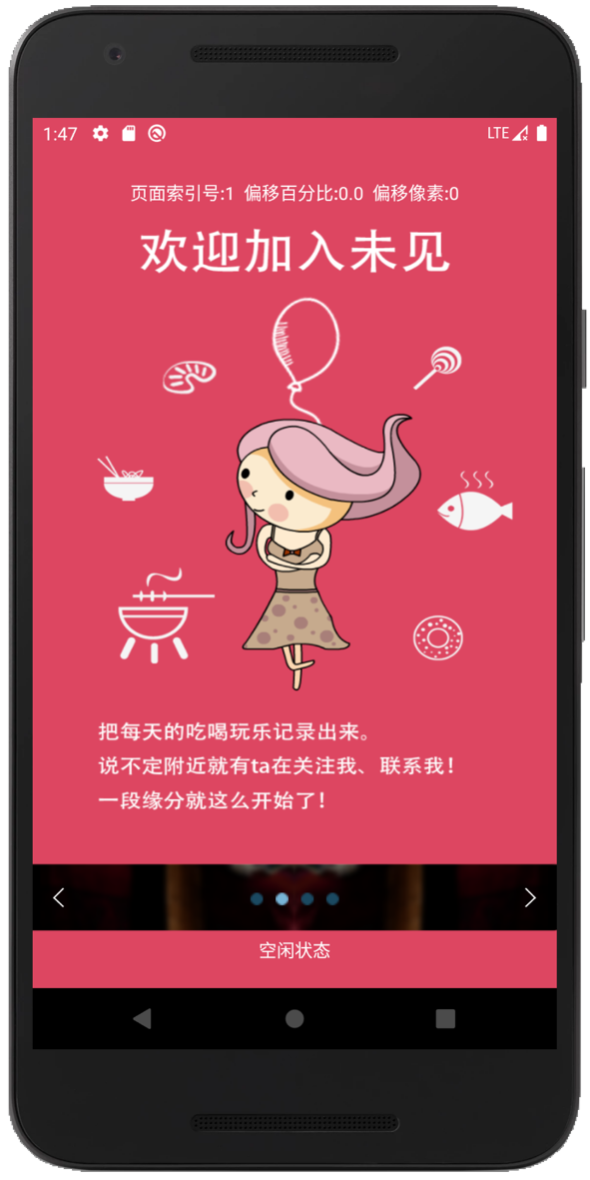 1:47 LTE
页面索引号:1 偏移百分比:0.0 偏移像素:0
欢迎加入未见
把每天的吃喝玩乐记录出来。
说不定附近就有ta在关注我、联系我！
一段缘分就这么开始了！
空闲状态